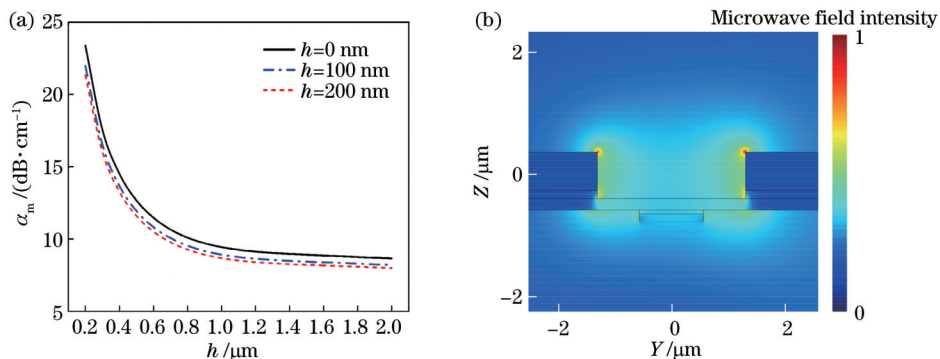 (a)
25
20
15
10
5
α_m /(dB·cm⁻¹)
h=0 nm
h=100 nm
h=200 nm
0.2 0.4 0.6 0.8 1.0 1.2 1.4 1.6 1.8 2.0
h /μm
(b)
Microwave field intensity
1
0
2
0
-2
Z /μm
-2 0 2
Y /μm